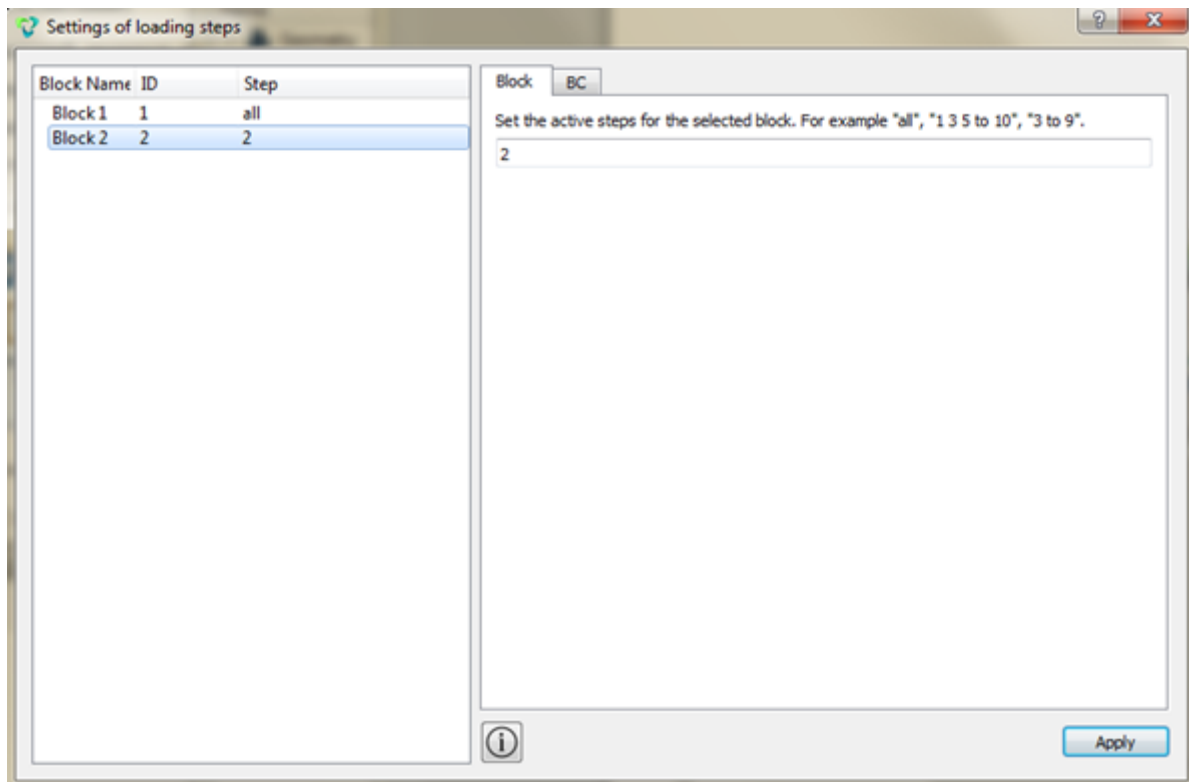 Settings of loading steps
Block Name ID Step
Block 1 1 all
Block 2 2 2
Block BC
Set the active steps for the selected block. For example "all", "1 3 5 to 10", "3 to 9".
2
Apply